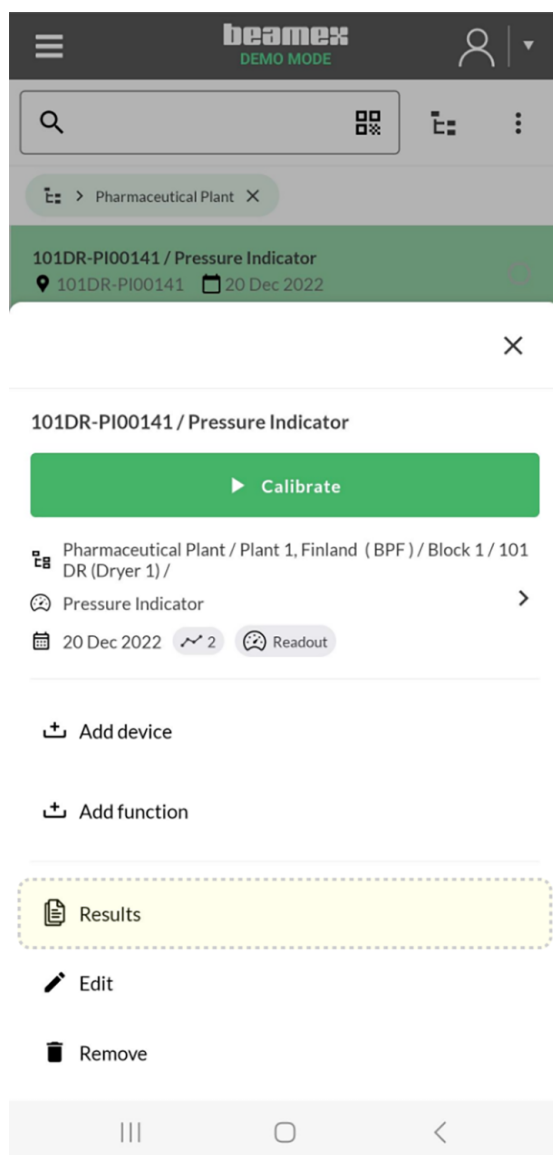 beamex
DEMO MODE
Pharmaceutical Plant
101DR-PI00141 / Pressure Indicator
101DR-PI00141 20 Dec 2022
101DR-PI00141 / Pressure Indicator
Calibrate
Pharmaceutical Plant / Plant 1, Finland ( BPF ) / Block 1 / 101
DR (Dryer 1) /
Pressure Indicator
20 Dec 2022 2 Readout
Add device
Add function
Results
Edit
Remove